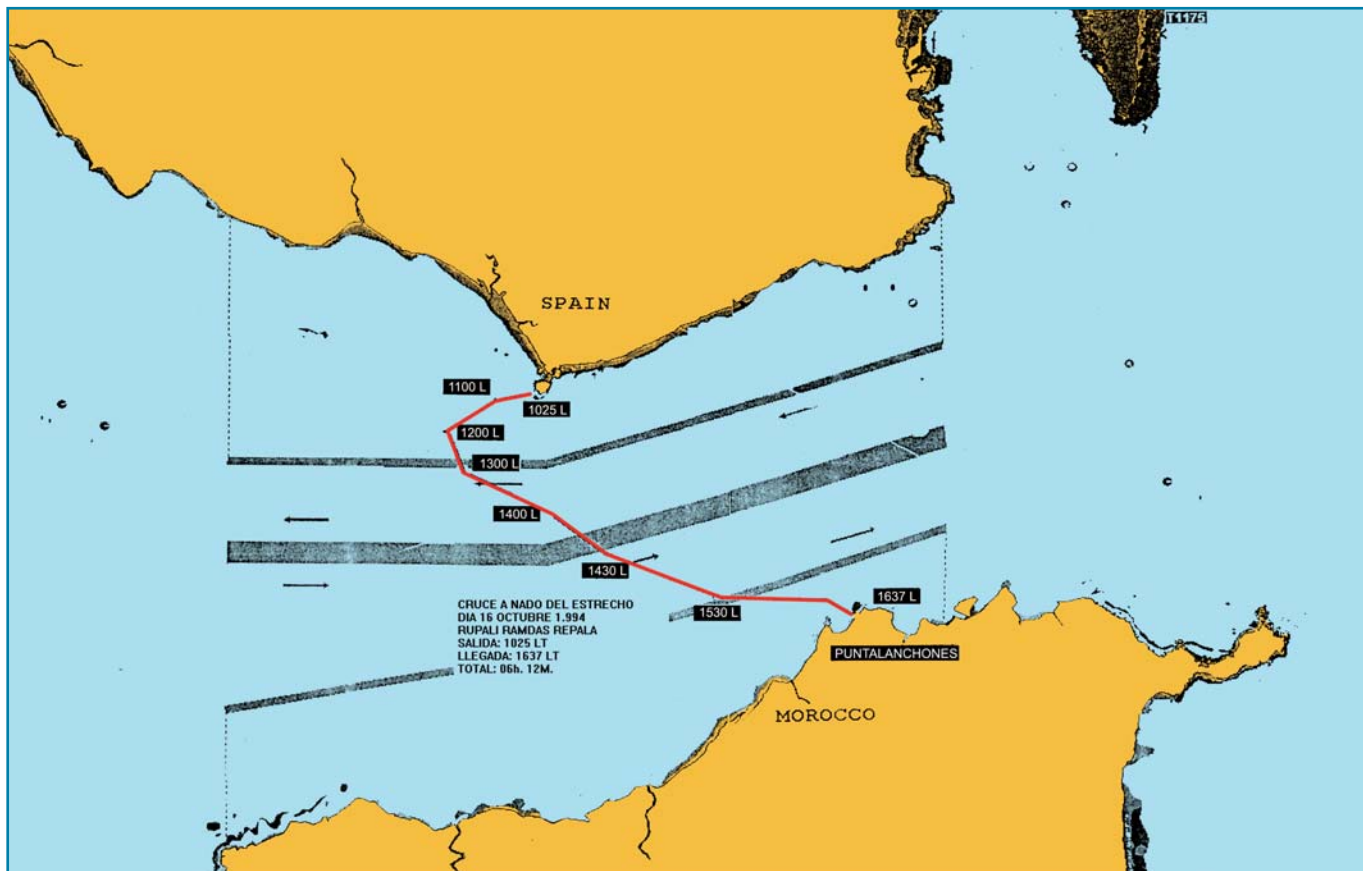 T1175
SPAIN
1100 L
1025 L
1200 L
1300 L
1400 L
1430 L
1530 L
1637 L
PUNTALANCHONES
CRUCE A NADO DEL ESTRECHO
DIA 16 OCTUBRE 1.994
RUPALI RAMDAS REPALA
SALIDA: 1025 LT
LLEGADA: 1637 LT
TOTAL: 06h. 12M.
MOROCCO